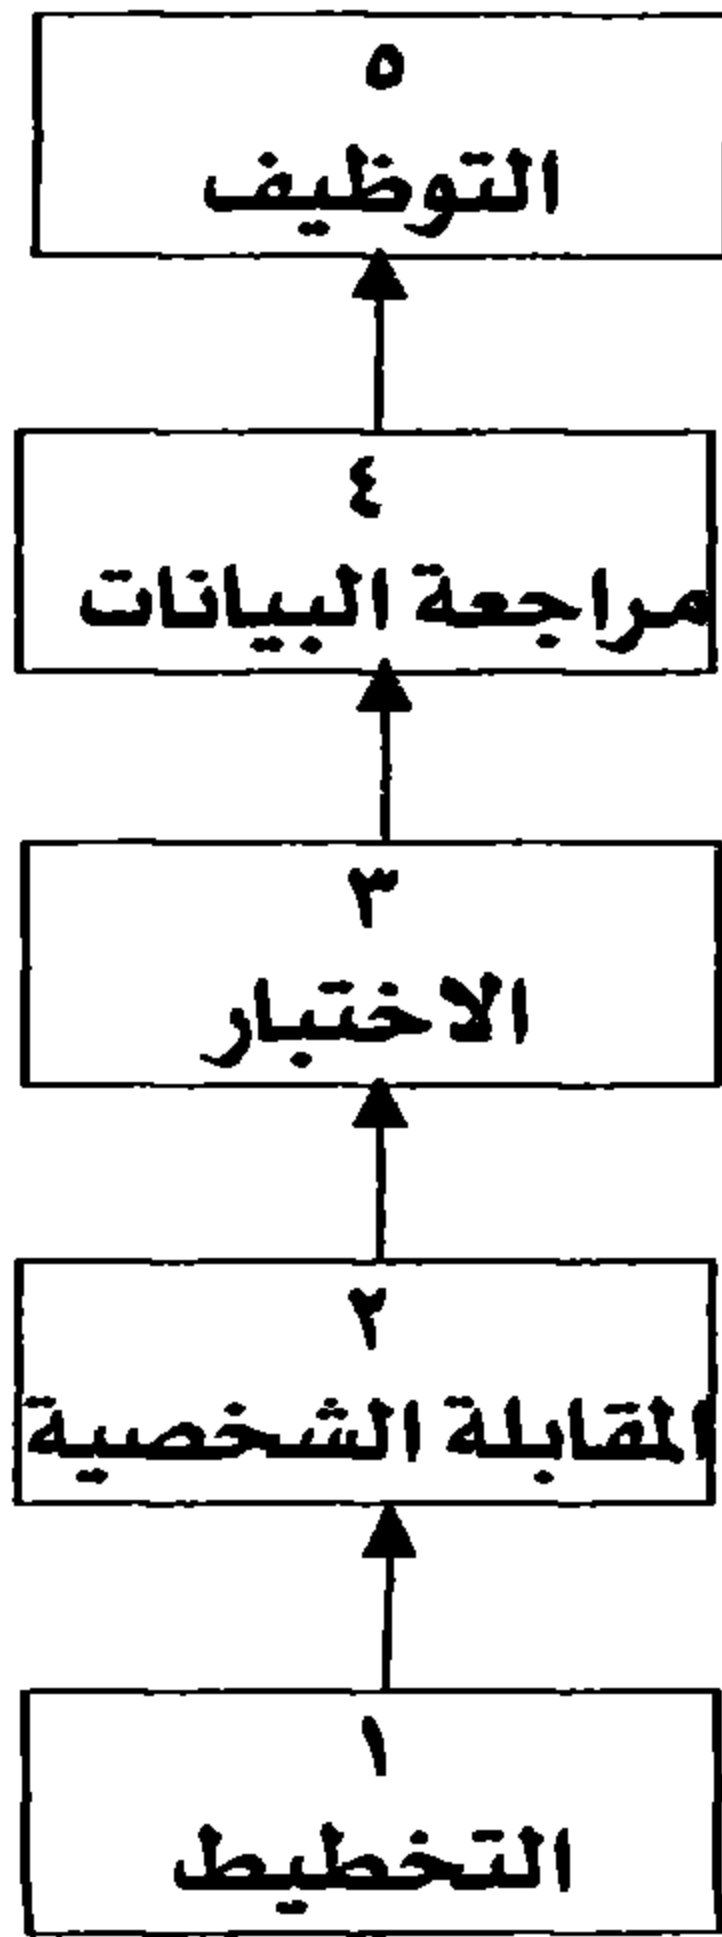 ٥
التوظيف
٤
مراجعة البيانات
٣
الاختبار
٢
المقابلة الشخصية
١
التخطيط